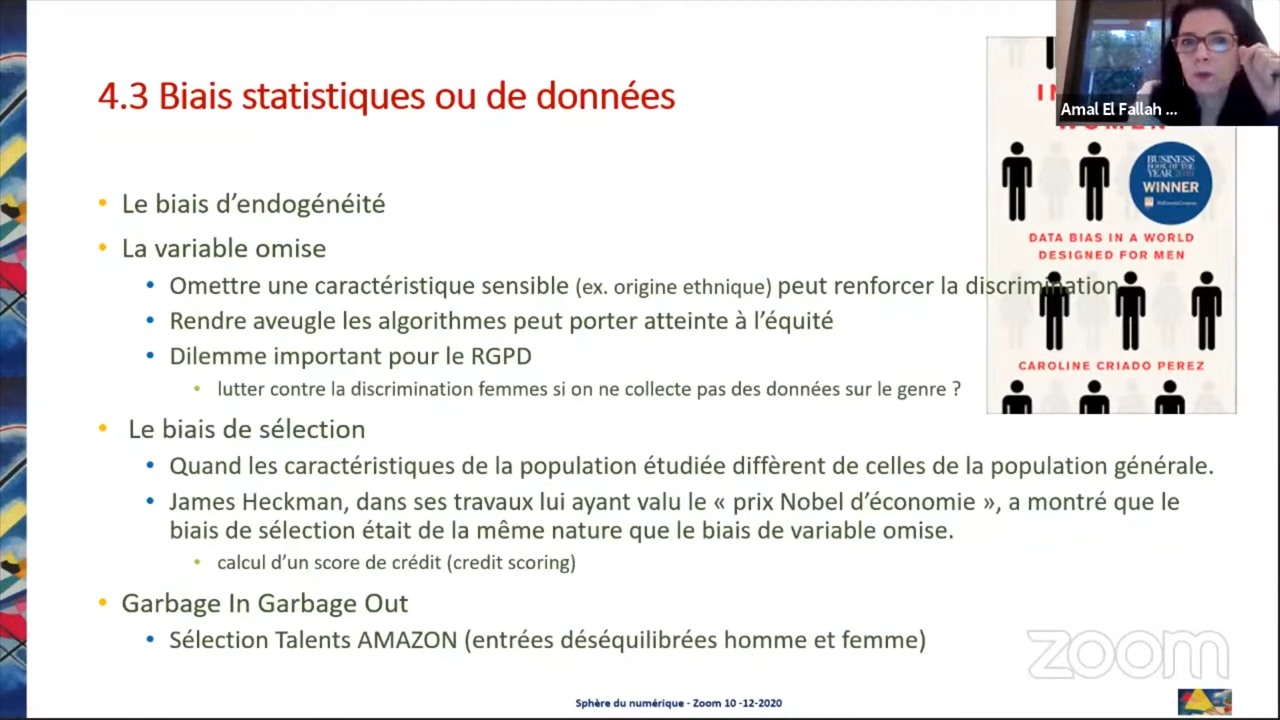 4.3 Biais statistiques ou de données
Amal El Fallah ...
WOMEN
BUSINESS
BOOK OF THE
YEAR 2019
WINNER
McKinsey&Company
DATA BIAS IN A WORLD
DESIGNED FOR MEN
CAROLINE CRIADO PEREZ
• Le biais d’endogénéité
• La variable omise
• Omettre une caractéristique sensible (ex. origine ethnique) peut renforcer la discrimination
• Rendre aveugle les algorithmes peut porter atteinte à l’équité
• Dilemme important pour le RGPD
• lutter contre la discrimination femmes si on ne collecte pas des données sur le genre ?
• Le biais de sélection
• Quand les caractéristiques de la population étudiée diffèrent de celles de la population générale.
• James Heckman, dans ses travaux lui ayant valu le « prix Nobel d’économie », a montré que le
biais de sélection était de la même nature que le biais de variable omise.
• calcul d’un score de crédit (credit scoring)
• Garbage In Garbage Out
• Sélection Talents AMAZON (entrées déséquilibrées homme et femme)
zoom
Sphère du numérique - Zoom 10 -12-2020